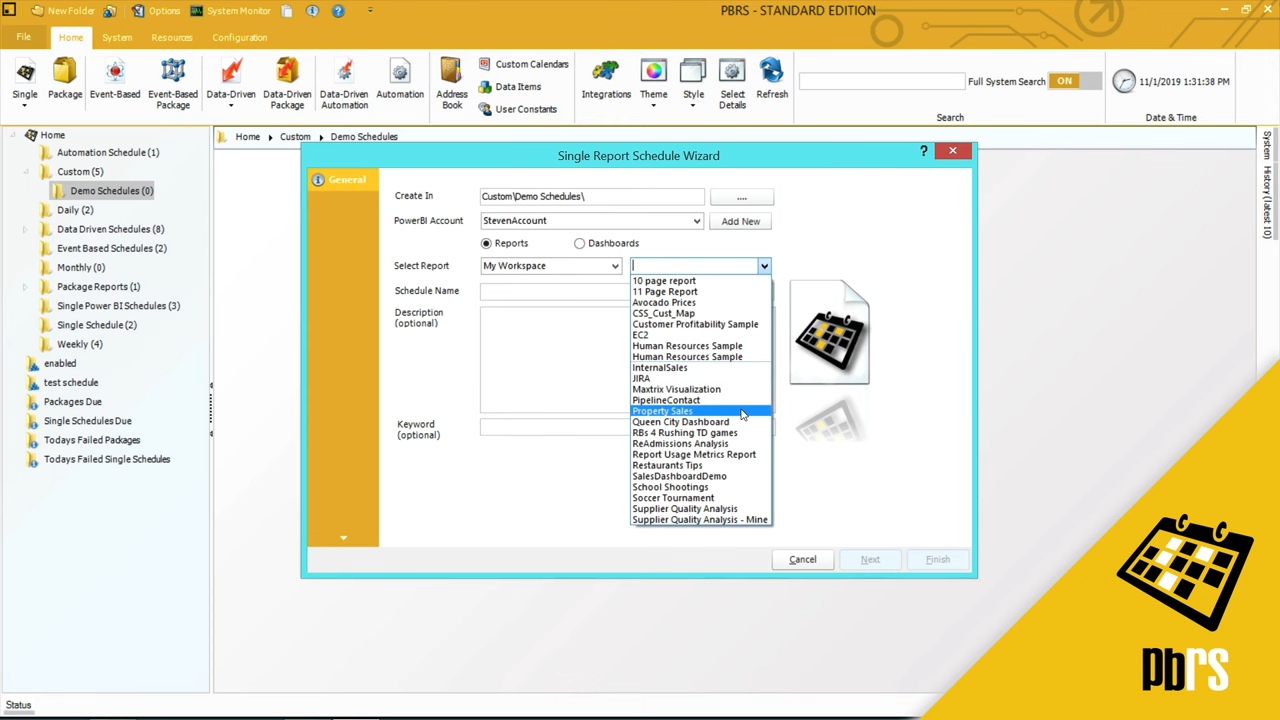 New Folder
Options
System Monitor
PBRS - STANDARD EDITION
File
Home
System
Resources
Configuration
Single
Package
Event-Based
Event-Based Package
Data-Driven
Data-Driven Package
Data-Driven Automation
Automation
Address Book
Custom Calendars
Data Items
User Constants
Integrations
Theme
Style
Select Details
Refresh
Full System Search ON
11/1/2019 1:31:38 PM
Search
Date & Time
Home
Automation Schedule (1)
Custom (5)
Demo Schedules (0)
Daily (2)
Data Driven Schedules (8)
Event Based Schedules (2)
Monthly (0)
Package Reports (1)
Single Power BI Schedules (3)
Single Schedule (2)
Weekly (4)
enabled
test schedule
Packages Due
Single Schedules Due
Todays Failed Packages
Todays Failed Single Schedules
Home Custom Demo Schedules
System History (latest 10)
Single Report Schedule Wizard
?
General
Create In Custom\Demo Schedules\ ....
PowerBI Account StevenAccount Add New
Reports Dashboards
Select Report My Workspace
Schedule Name
Description
(optional)
Keyword
(optional)
10 page report
11 Page Report
Avocado Prices
CSS_Cust_Map
Customer Profitability Sample
EC2
Human Resources Sample
Human Resources Sample
InternalSales
JIRA
Maxtrix Visualization
PipelineContact
Property Sales
Queen City Dashboard
RBs 4 Rushing TD games
ReAdmissions Analysis
Report Usage Metrics Report
Restaurants Tips
SalesDashboardDemo
School Shootings
Soccer Tournament
Supplier Quality Analysis
Supplier Quality Analysis - Mine
Cancel Next Finish
pbrs
Status